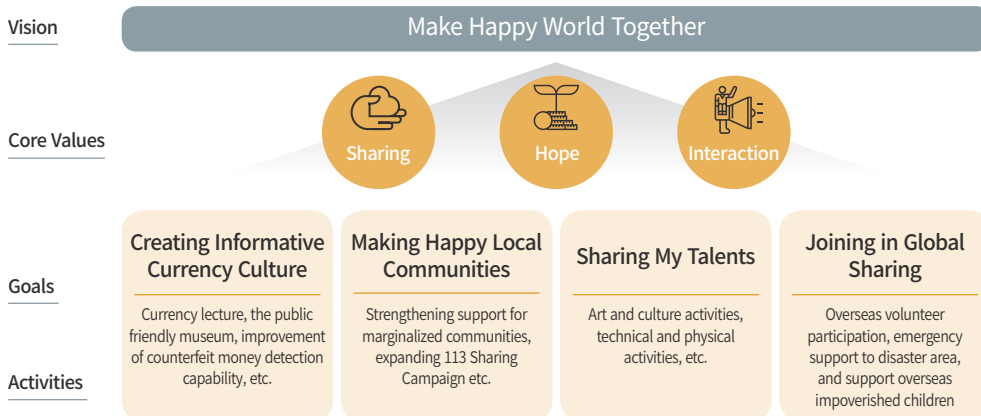 Vision
Make Happy World Together
Core Values
Sharing
Hope
Interaction
Goals
Creating Informative
Currency Culture
Making Happy Local
Communities
Sharing My Talents
Joining in Global
Sharing
Activities
Currency lecture, the public
friendly museum, improvement
of counterfeit money detection
capability, etc.
Strengthening support for
marginalized communities,
expanding 113 Sharing
Campaign etc.
Art and culture activities,
technical and physical
activities, etc.
Overseas volunteer
participation, emergency
support to disaster area,
and support overseas
impoverished children